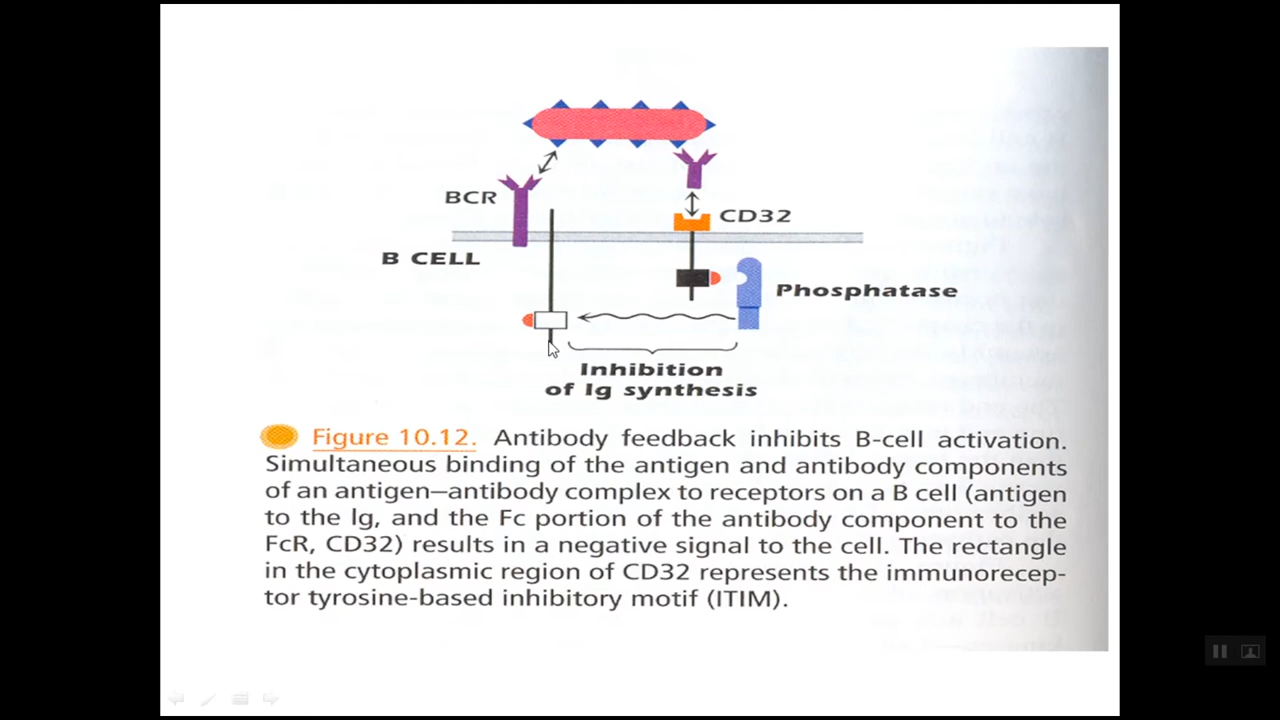 BCR
CD32
B CELL
Phosphatase
Inhibition
of Ig synthesis
Figure 10.12. Antibody feedback inhibits B-cell activation.
Simultaneous binding of the antigen and antibody components
of an antigen–antibody complex to receptors on a B cell (antigen
to the Ig, and the Fc portion of the antibody component to the
FcR, CD32) results in a negative signal to the cell. The rectangle
in the cytoplasmic region of CD32 represents the immunorecep-
tor tyrosine-based inhibitory motif (ITIM).